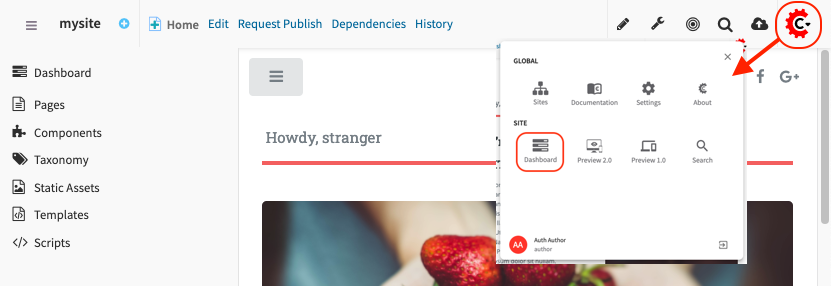 mysite
Home Edit Request Publish Dependencies History
Dashboard
Pages
Components
Taxonomy
Static Assets
Templates
Scripts
Howdy, stranger
GLOBAL
Sites Documentation Settings About
SITE
Dashboard Preview 2.0 Preview 1.0 Search
AA
Auth Author
author
G+